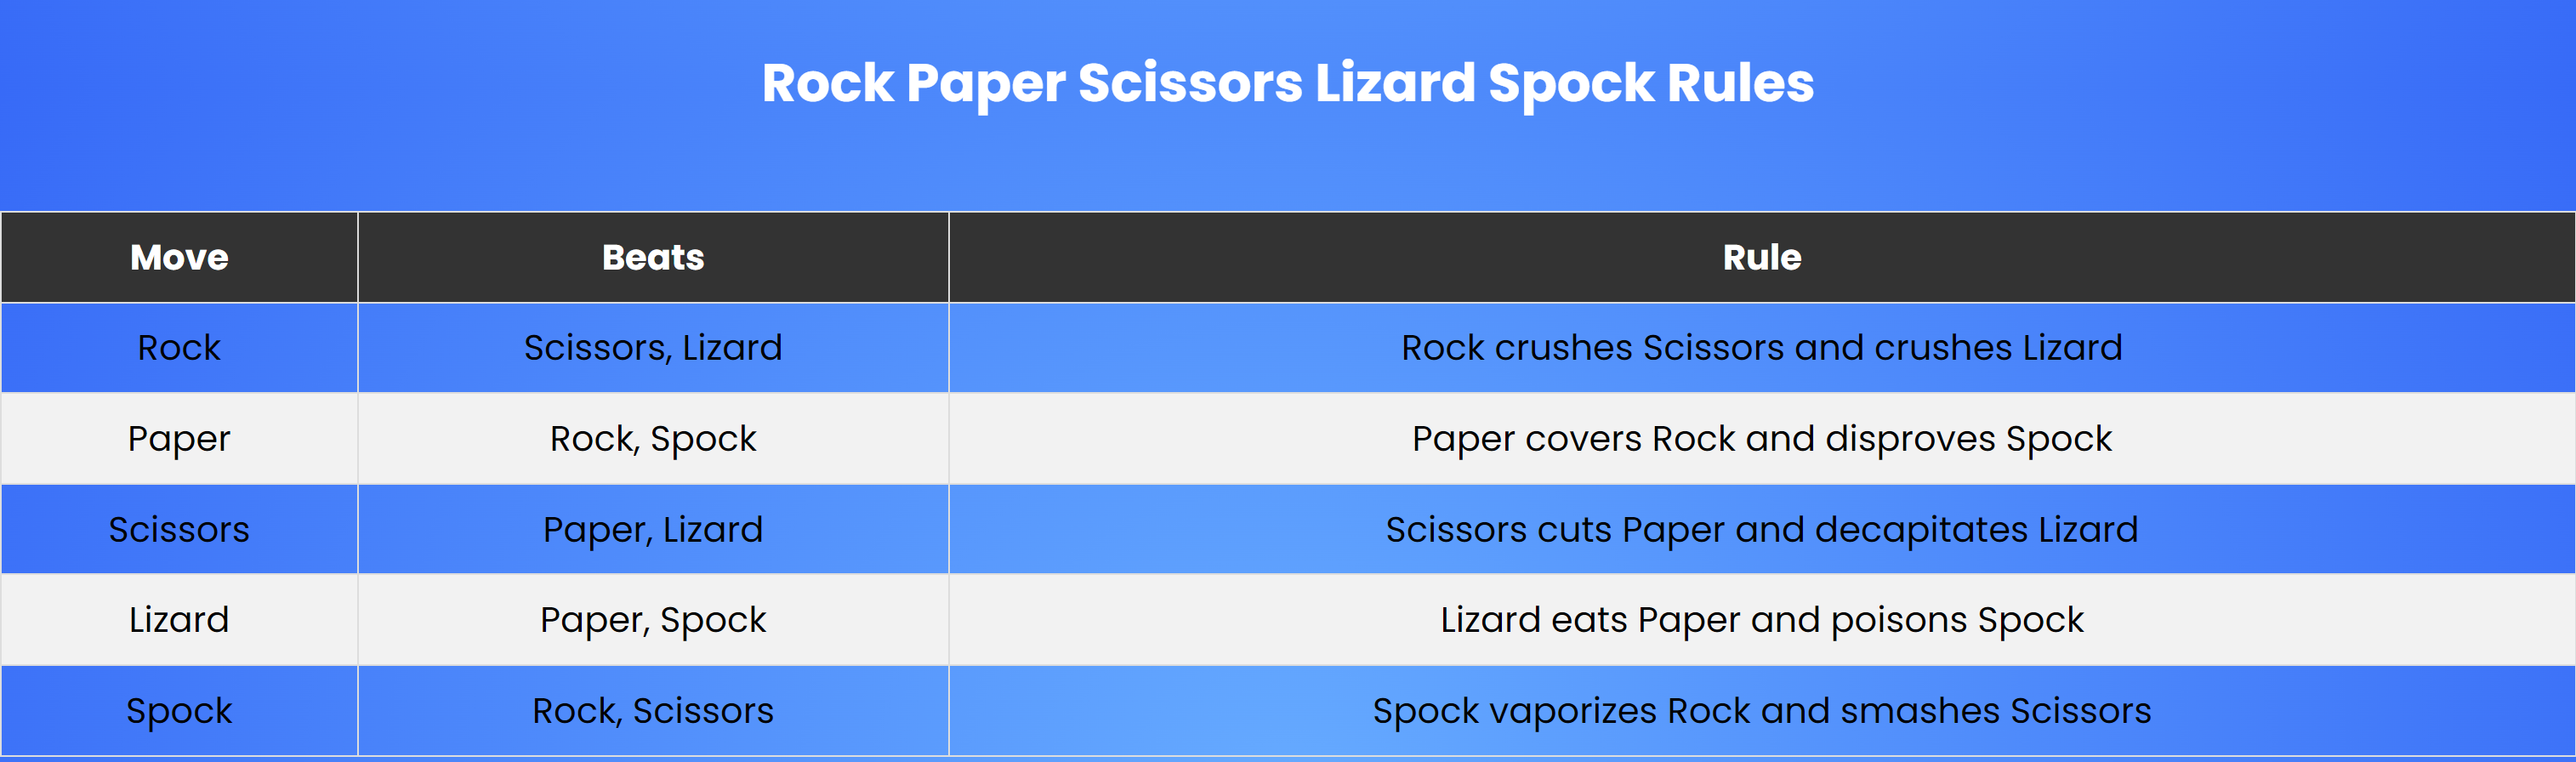 Rock Paper Scissors Lizard Spock Rules
Move Beats Rule
Rock Scissors, Lizard Rock crushes Scissors and crushes Lizard
Paper Rock, Spock Paper covers Rock and disproves Spock
Scissors Paper, Lizard Scissors cuts Paper and decapitates Lizard
Lizard Paper, Spock Lizard eats Paper and poisons Spock
Spock Rock, Scissors Spock vaporizes Rock and smashes Scissors